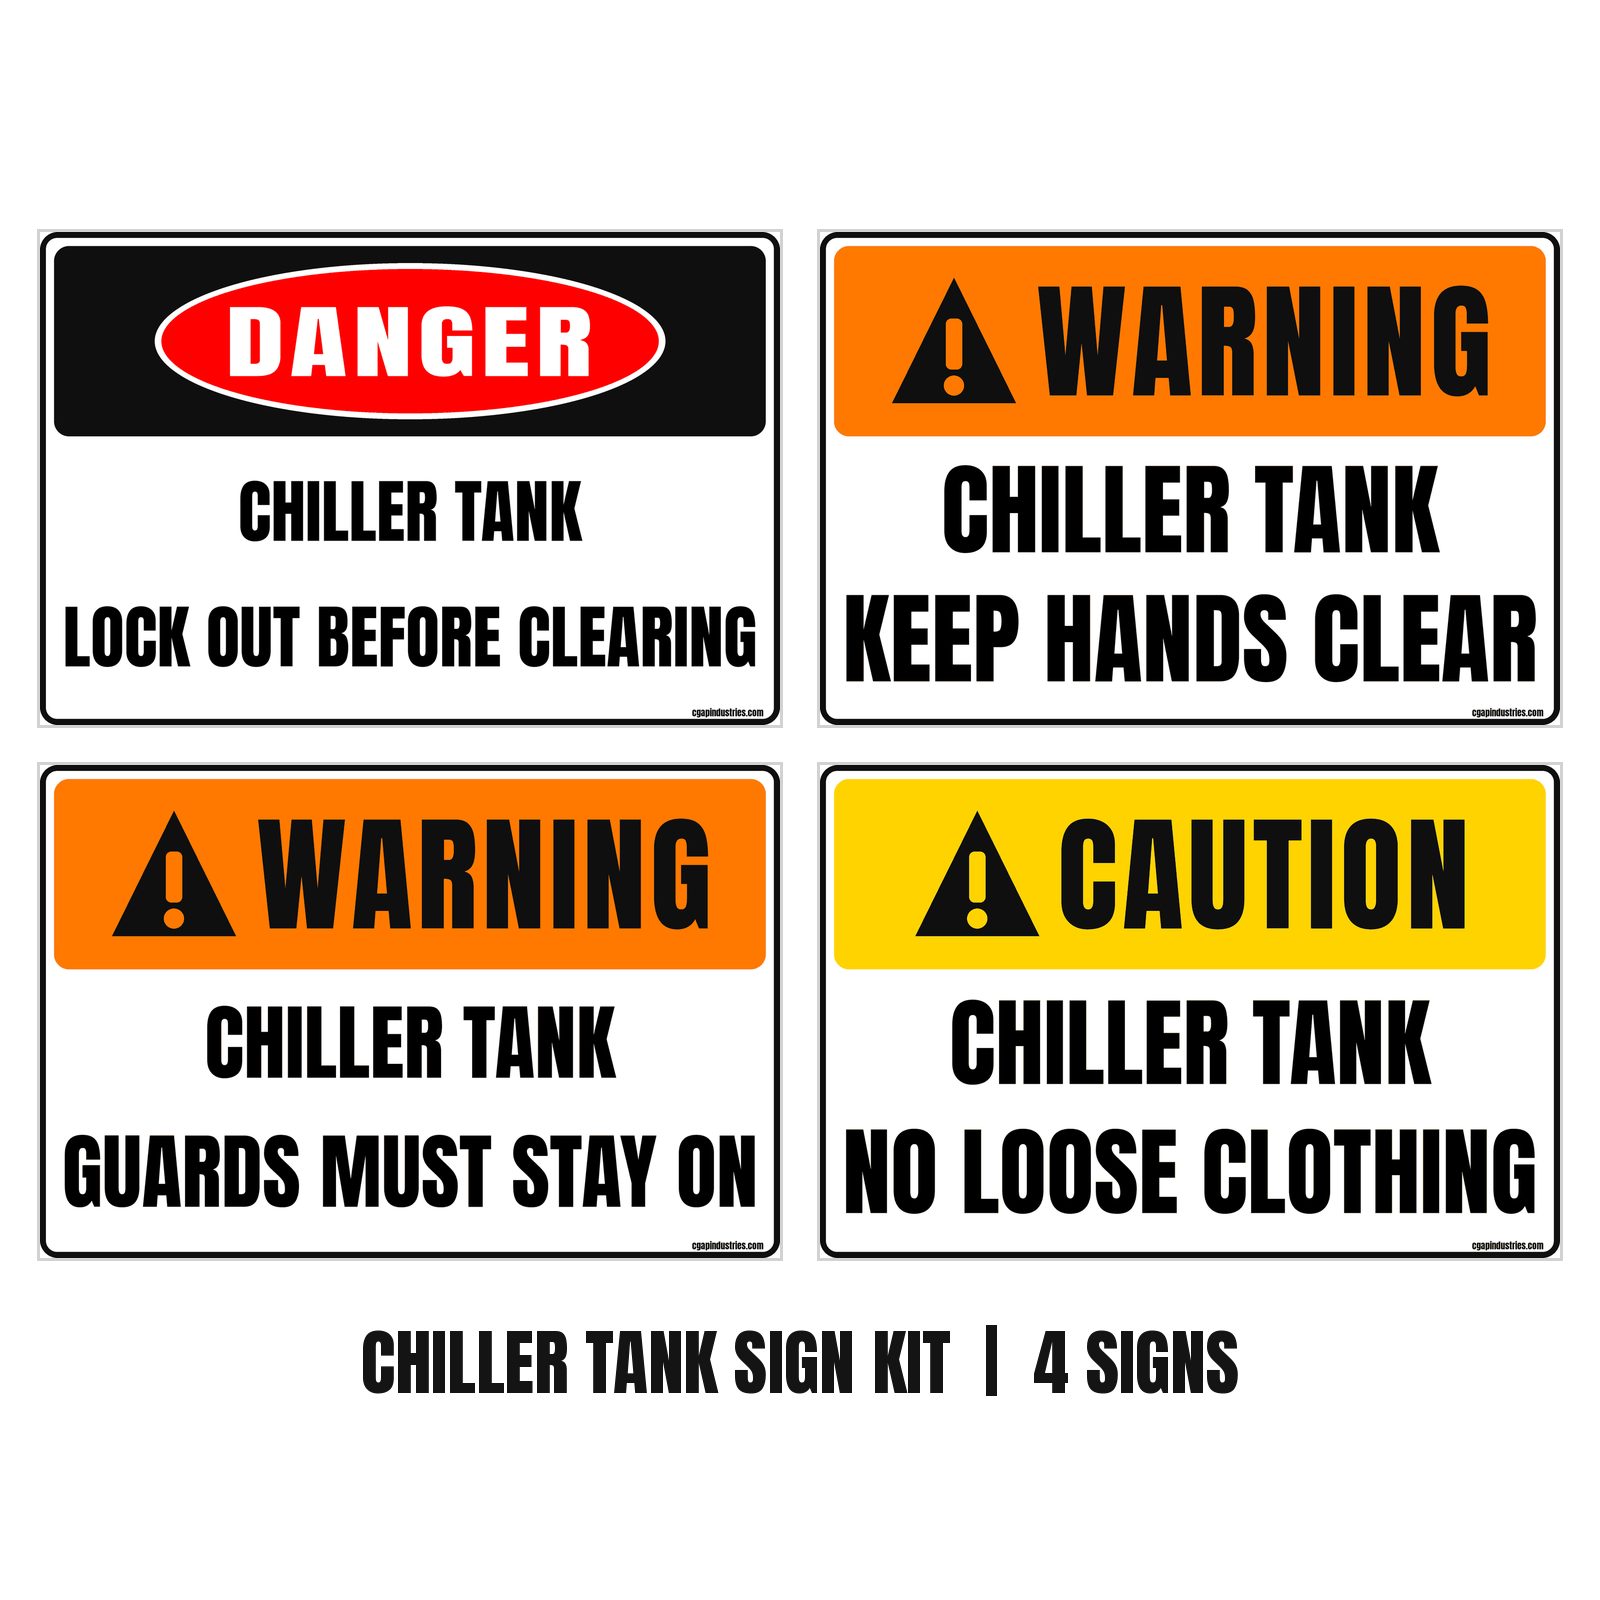 DANGER
CHILLER TANK
LOCK OUT BEFORE CLEARING
cgapindustries.com
WARNING
CHILLER TANK
KEEP HANDS CLEAR
cgapindustries.com
WARNING
CHILLER TANK
GUARDS MUST STAY ON
cgapindustries.com
CAUTION
CHILLER TANK
NO LOOSE CLOTHING
cgapindustries.com
CHILLER TANK SIGN KIT | 4 SIGNS